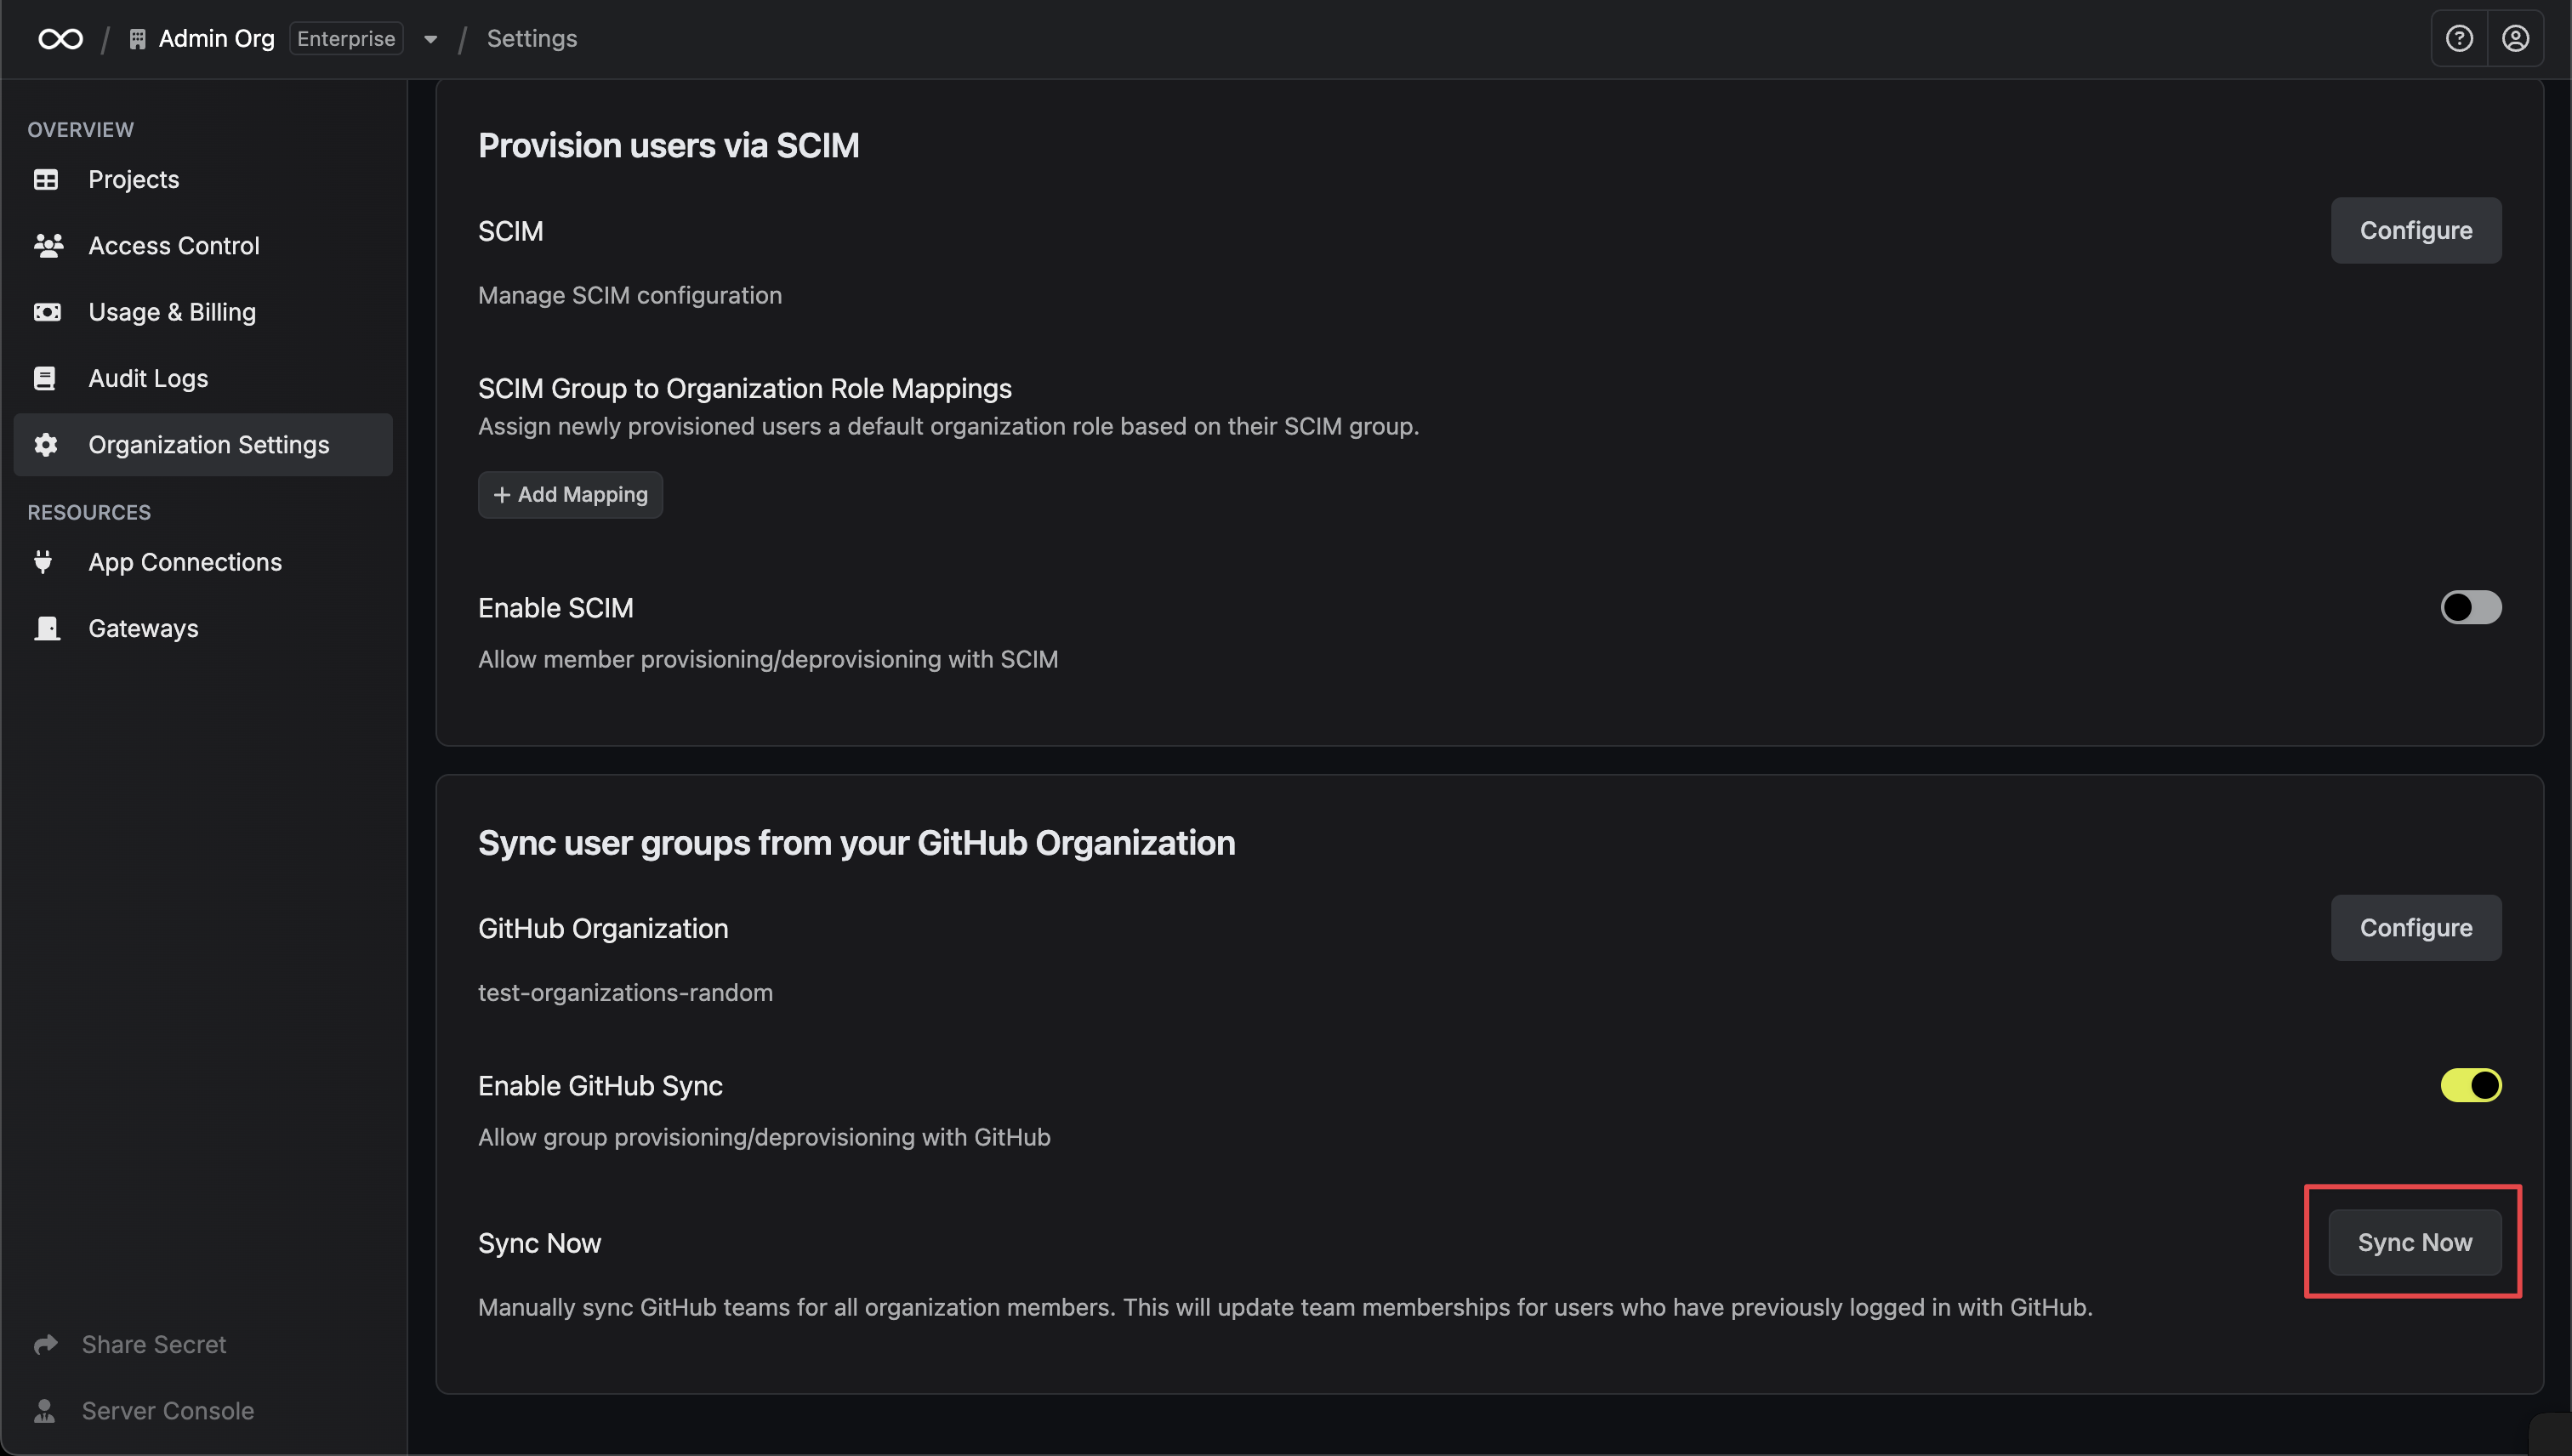 Admin Org
Enterprise
Settings
OVERVIEW
Projects
Access Control
Usage & Billing
Audit Logs
Organization Settings
RESOURCES
App Connections
Gateways
Share Secret
Server Console
Provision users via SCIM
SCIM
Configure
Manage SCIM configuration
SCIM Group to Organization Role Mappings
Assign newly provisioned users a default organization role based on their SCIM group.
+ Add Mapping
Enable SCIM
Allow member provisioning/deprovisioning with SCIM
Sync user groups from your GitHub Organization
GitHub Organization
Configure
test-organizations-random
Enable GitHub Sync
Allow group provisioning/deprovisioning with GitHub
Sync Now
Sync Now
Manually sync GitHub teams for all organization members. This will update team memberships for users who have previously logged in with GitHub.